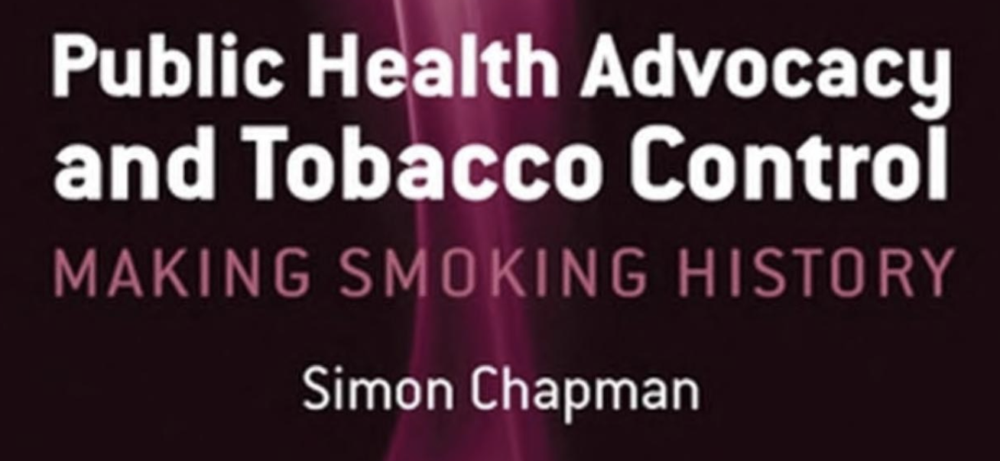 Public Health Advocacy
and Tobacco Control
MAKING SMOKING HISTORY
Simon Chapman